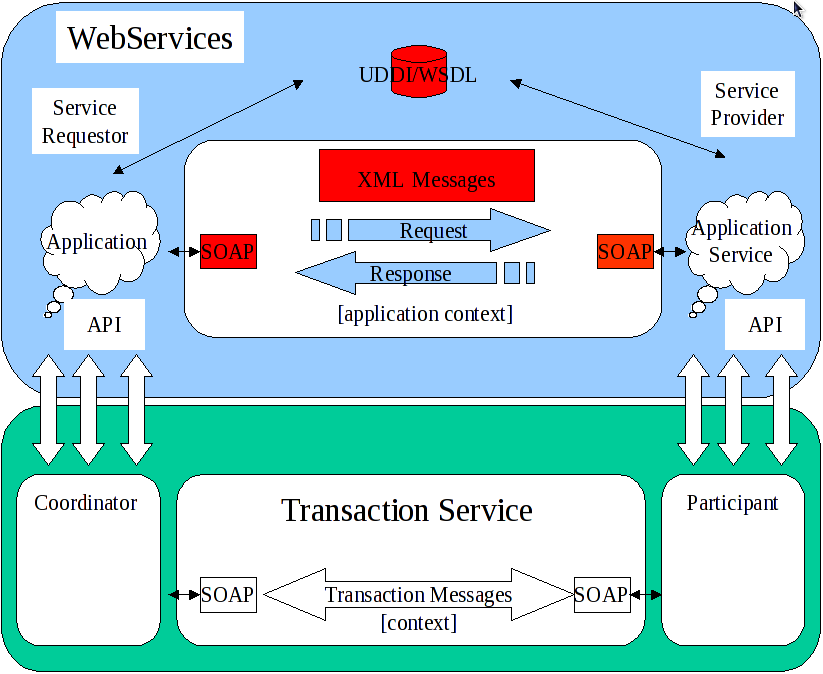 WebServices
UDDI/WSDL
Service
Requestor
Service
Provider
XML Messages
Application
SOAP
Request
Response
[application context]
SOAP
Application
Service
API
API
Coordinator
Transaction Service
Participant
SOAP
Transaction Messages
[context]
SOAP